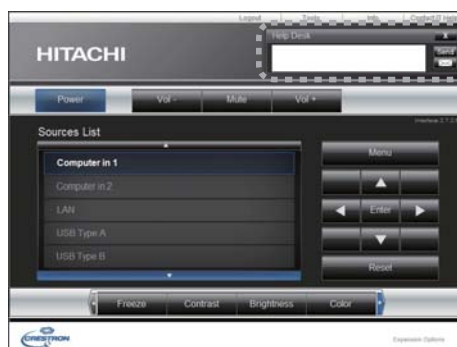 Logout Tools Info Contact IT Help
Help Desk X
Send
HITACHI
Power Vol - Mute Vol +
Sources List
Computer in 1
Computer in 2
LAN
USB Type A
USB Type B
Menu
Enter
Reset
Freeze Contrast Brightness Color
CRESTRON
Expansion Options